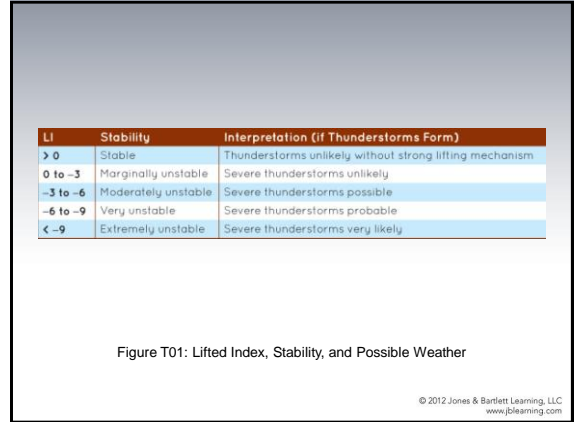 LI Stability Interpretation (if Thunderstorms Form)
> 0 Stable Thunderstorms unlikely without strong lifting mechanism
0 to −3 Marginally unstable Severe thunderstorms unlikely
−3 to −6 Moderately unstable Severe thunderstorms possible
−6 to −9 Very unstable Severe thunderstorms probable
< −9 Extremely unstable Severe thunderstorms very likely
Figure T01: Lifted Index, Stability, and Possible Weather
© 2012 Jones & Bartlett Learning, LLC
www.jblearning.com